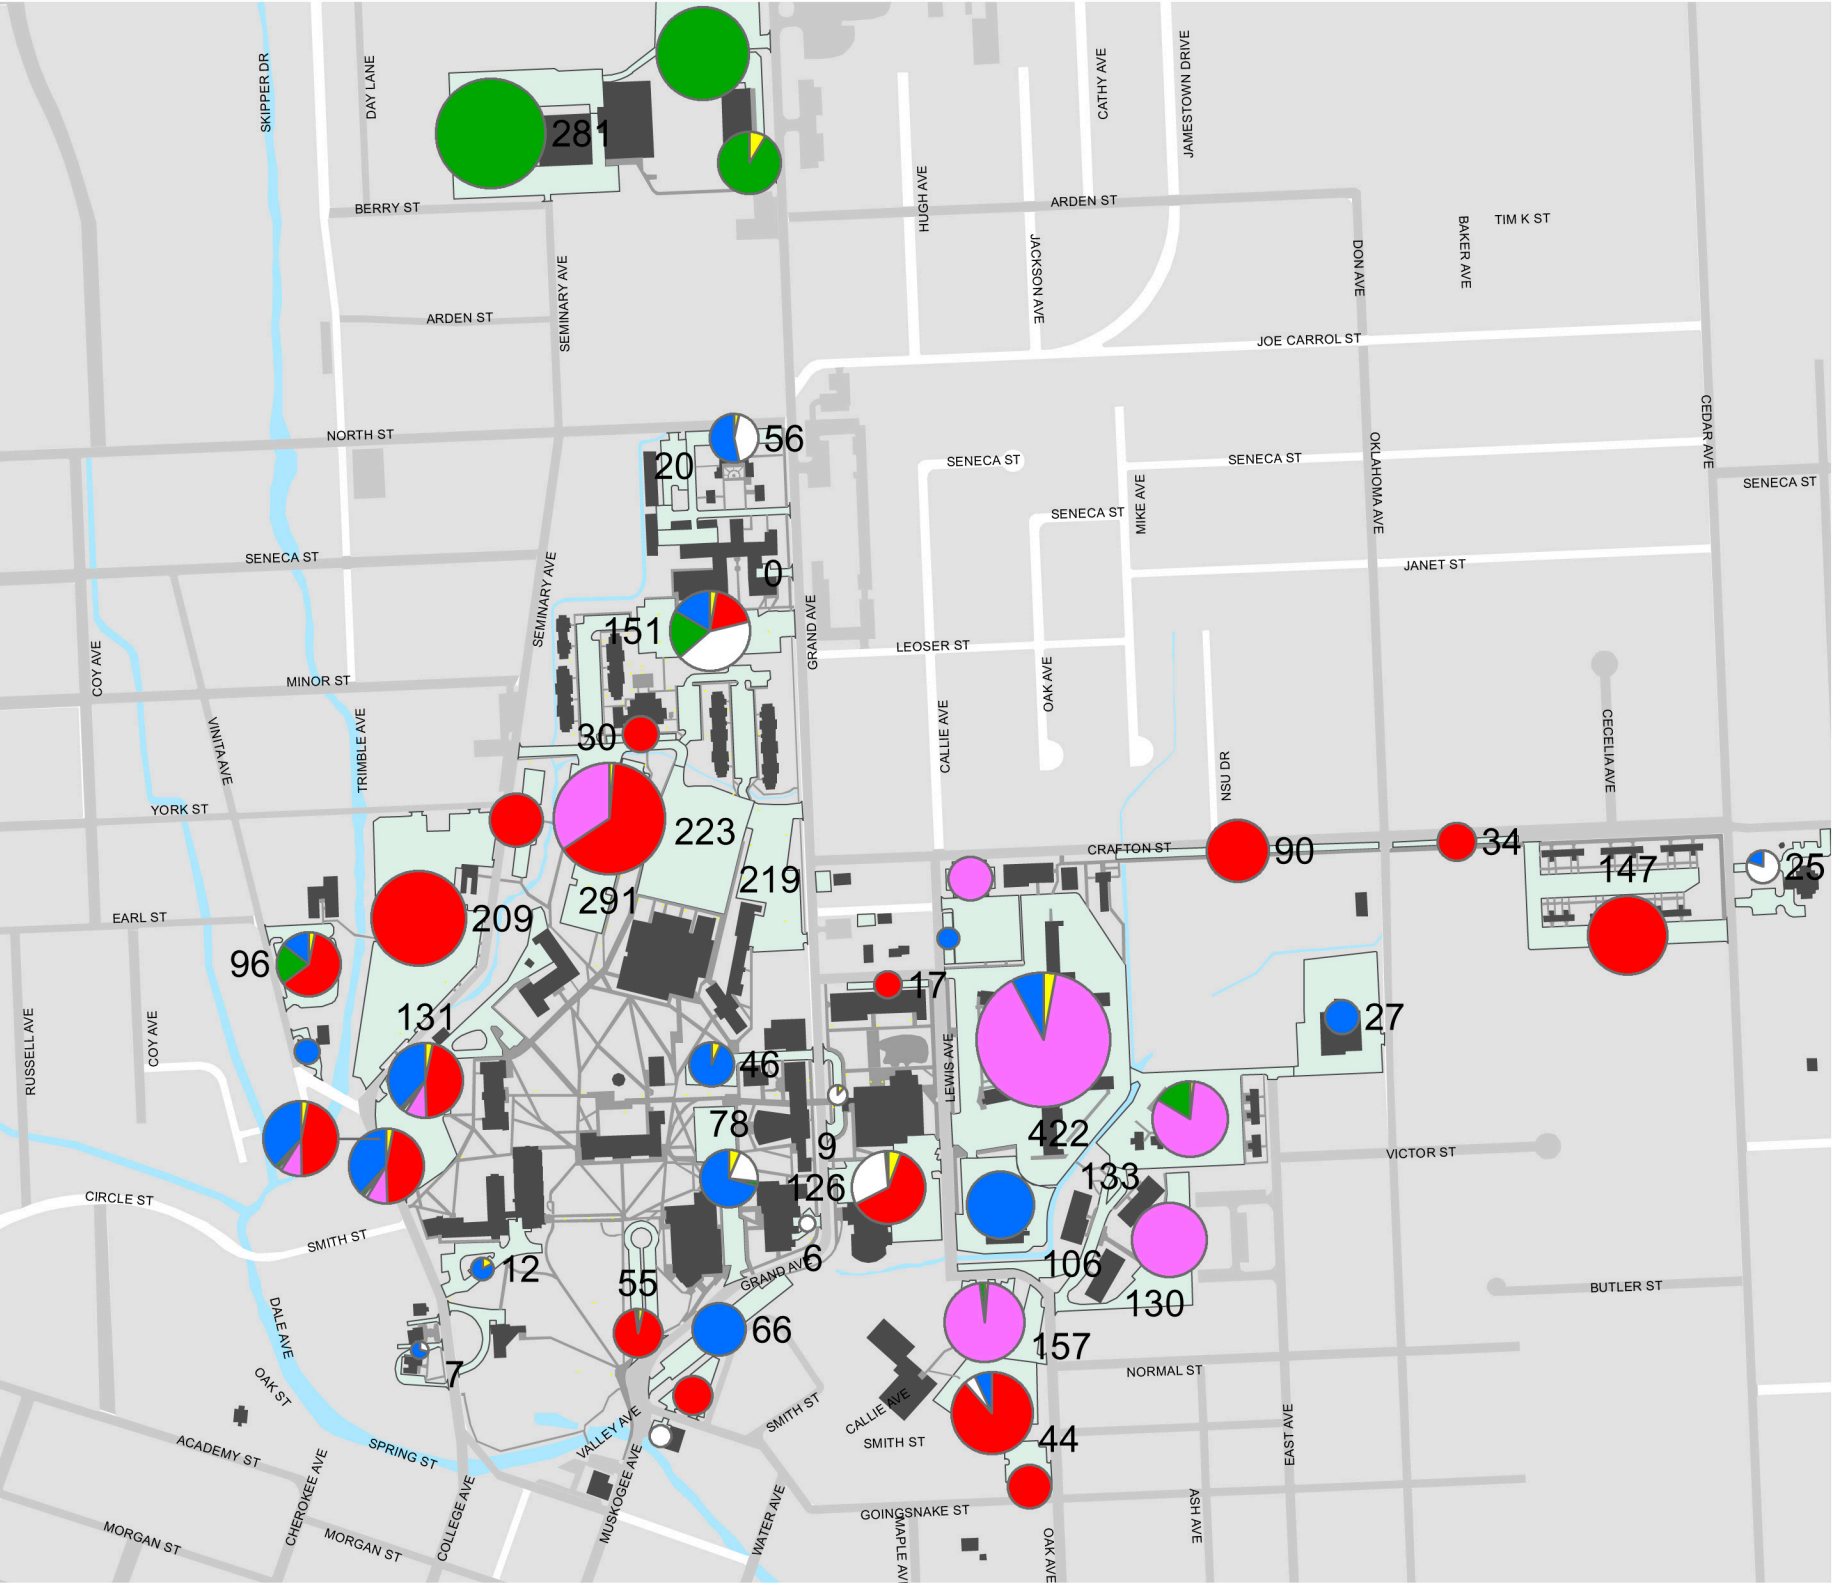 SKIPPER DR
DAY LANE
CATHY AVE
JAMESTOWN DRIVE
281
HUGH AVE
BERRY ST
ARDEN ST
TIM K ST
BAKER AVE
JACKSON AVE
DON AVE
SEMINARY AVE
ARDEN ST
JOE CARROL ST
NORTH ST
56
20
SENECA ST
SENECA ST
OKLAHOMA AVE
CEDAR AVE
SENECA ST
MIKE AVE
SENECA ST
SENECA ST
SEMINARY AVE
0
JANET ST
151
GRAND AVE
LEOSER ST
COY AVE
MINOR ST
OAK AVE
VINITA AVE
TRIMBLE AVE
30
CALLIE AVE
NSU DR
CECELIA AVE
YORK ST
223
CRAFTON ST
90
34
147
25
219
291
EARL ST
209
96
17
131
27
RUSSELL AVE
COY AVE
46
LEWIS AVE
78
9
422
VICTOR ST
133
126
CIRCLE ST
SMITH ST
12
6
GRAND AVE
106
55
130
BUTLER ST
DALE AVE
66
157
7
NORMAL ST
OAK ST
SMITH ST
CALLIE AVE
44
SMITH ST
EAST AVE
VALLEY AVE
ACADEMY ST
SPRING ST
CHEROKEE AVE
COLLEGE AVE
MUSKOGEE AVE
WATER AVE
GOINGSNAKE ST
MAPLE AV
OAK AVE
ASH AVE
MORGAN ST
MORGAN ST